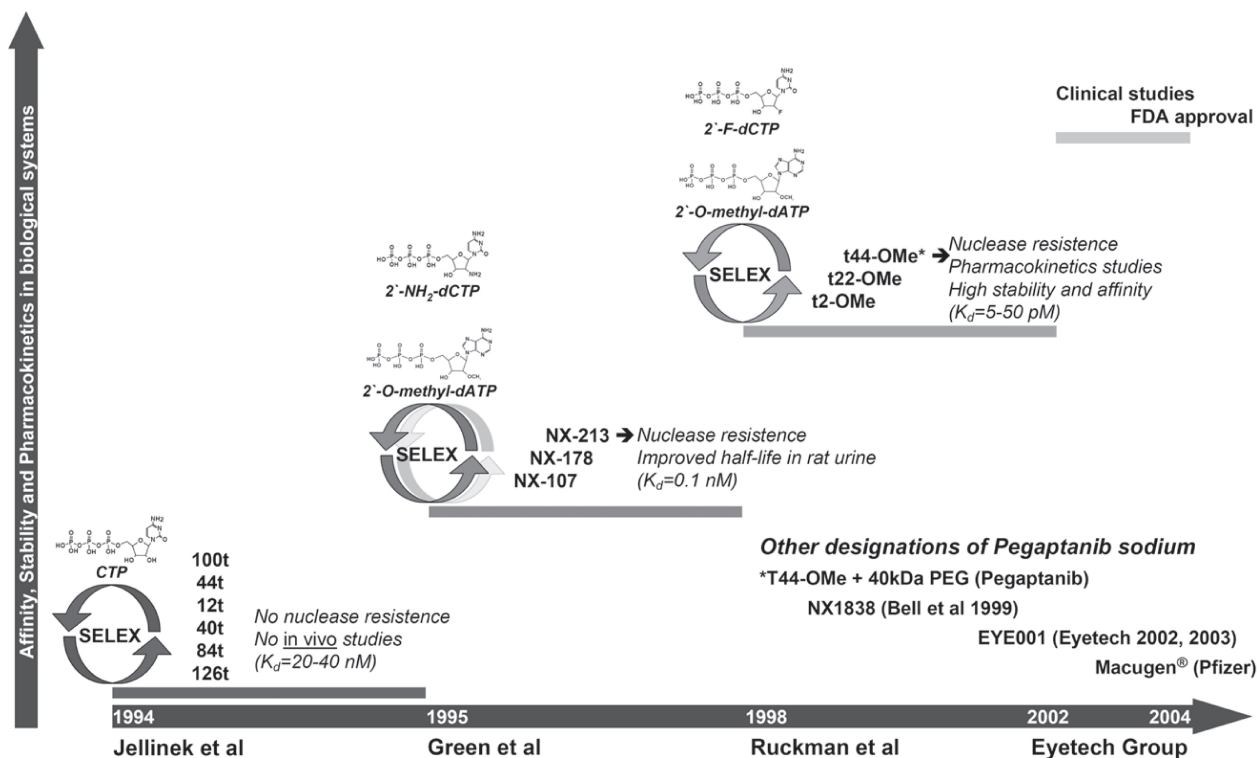 Affinity, Stability and Pharmacokinetics in biological systems
Clinical studies
FDA approval
2`-F-dCTP
2`-O-methyl-dATP
SELEX
t44-OMe* ➔ Nuclease resistence
t22-OMe Pharmacokinetics studies
t2-OMe High stability and affinity
(Kd=5-50 pM)
2`-NH2-dCTP
2`-O-methyl-dATP
SELEX
NX-213 ➔ Nuclease resistence
NX-178 Improved half-life in rat urine
NX-107 (Kd=0.1 nM)
CTP
SELEX
100t
44t
12t
40t
84t
126t
No nuclease resistence
No in vivo studies
(Kd=20-40 nM)
Other designations of Pegaptanib sodium
*T44-OMe + 40kDa PEG (Pegaptanib)
NX1838 (Bell et al 1999)
EYE001 (Eyetech 2002, 2003)
Macugen® (Pfizer)
1994 1995 1998 2002 2004
Jellinek et al Green et al Ruckman et al Eyetech Group